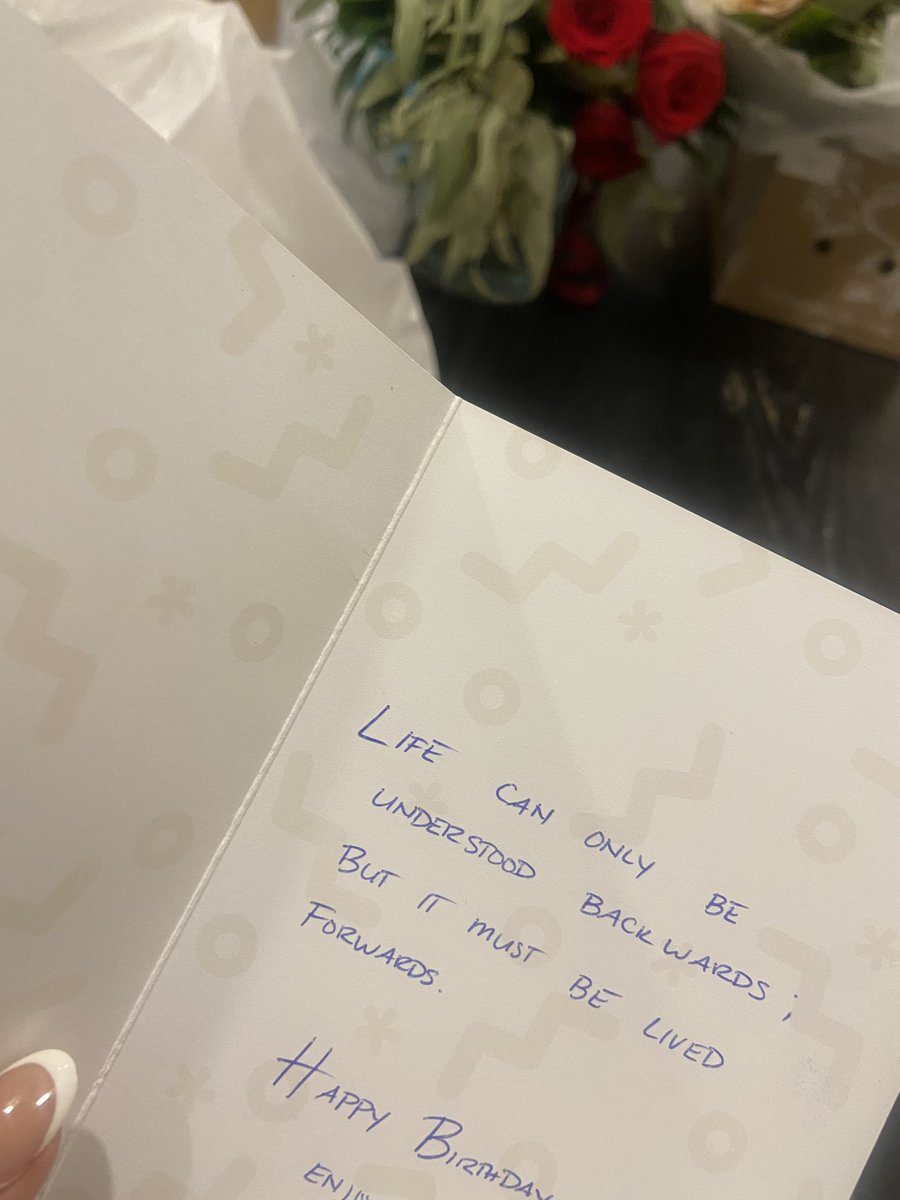 LIFE CAN ONLY BE
UNDERSTOOD BACKWARDS;
BUT IT MUST BE LIVED
FORWARDS.
HAPPY BIRTHDAY